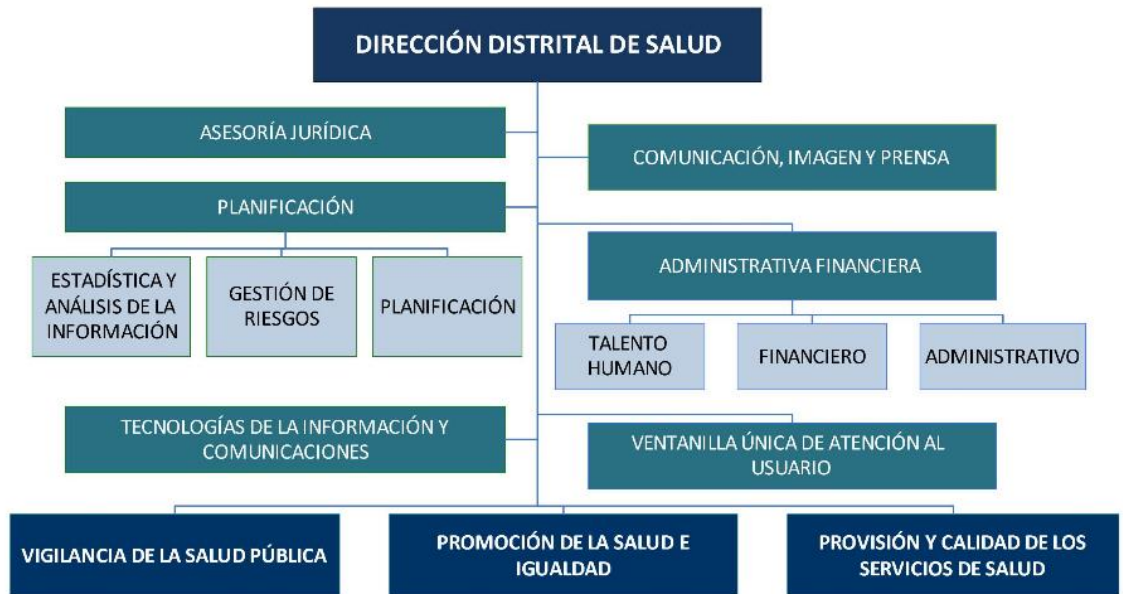 DIRECCIÓN DISTRITAL DE SALUD
ASESORÍA JURÍDICA
COMUNICACIÓN, IMAGEN Y PRENSA
PLANIFICACIÓN
ADMINISTRATIVA FINANCIERA
ESTADÍSTICA Y
ANÁLISIS DE LA
INFORMACIÓN
GESTIÓN DE
RIESGOS
PLANIFICACIÓN
TALENTO
HUMANO
FINANCIERO
ADMINISTRATIVO
TECNOLOGÍAS DE LA INFORMACIÓN Y
COMUNICACIONES
VENTANILLA ÚNICA DE ATENCIÓN AL
USUARIO
VIGILANCIA DE LA SALUD PÚBLICA
PROMOCIÓN DE LA SALUD E
IGUALDAD
PROVISIÓN Y CALIDAD DE LOS
SERVICIOS DE SALUD